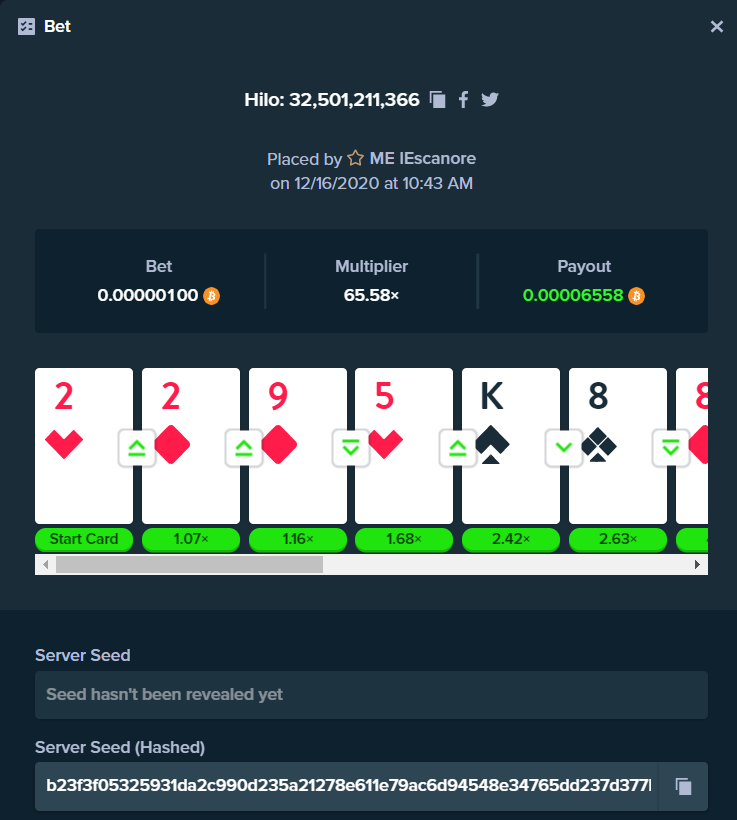 Bet
Hilo: 32,501,211,366
Placed by ME lEscanore
on 12/16/2020 at 10:43 AM
Bet Multiplier Payout
0.00000100 65.58× 0.00006558
2 2 9 5 K 8 8
Start Card 1.07× 1.16× 1.68× 2.42× 2.63×
Server Seed
Seed hasn't been revealed yet
Server Seed (Hashed)
b23f3f05325931da2c990d235a21278e611e79ac6d94548e34765dd237d377